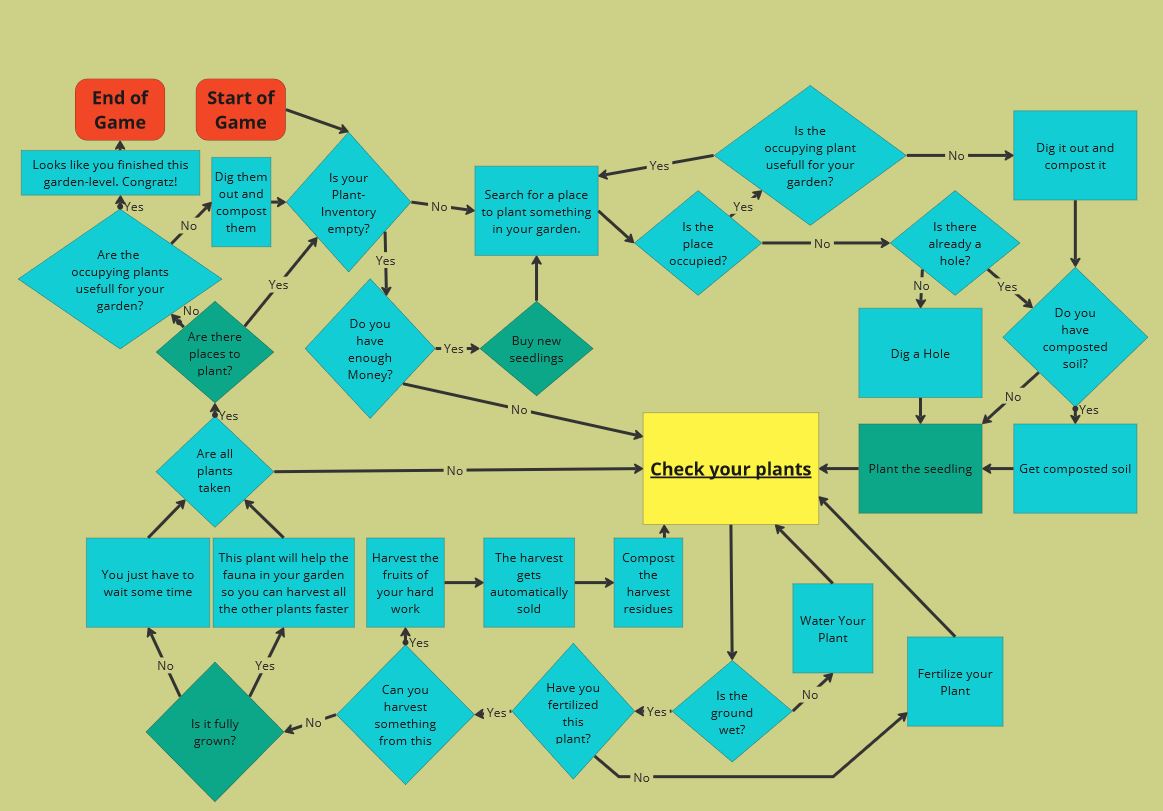 End of
Game
Start of
Game
Looks like you finished this
garden-level. Congratz!
Yes
Dig them
out and
compost
them
No
Are the
occupying plants
usefull for your
garden?
No
Are there
places to
plant?
Yes
Is your
Plant-
Inventory
empty?
No
Yes
Do you
have
enough
Money?
Yes
No
Buy new
seedlings
Search for a place
to plant something
in your garden.
Is the
place
occupied?
Yes
No
Is the
occupying plant
usefull for your
garden?
Yes
No
Dig it out and
compost it
Is there
already a
hole?
No
Yes
Dig a Hole
Do you
have
composted
soil?
No
Yes
Get composted soil
Plant the seedling
Check your plants
Yes
Are all
plants
taken
No
You just have to
wait some time
This plant will help the
fauna in your garden
so you can harvest all
the other plants faster
Harvest the
fruits of
your hard
work
The harvest
gets
automatically
sold
Compost
the
harvest
residues
Water Your
Plant
Fertilize your
Plant
No
Yes
Is it fully
grown?
No
Yes
Can you
harvest
something
from this
Yes
Have you
fertilized
this
plant?
No
Yes
Is the
ground
wet?
No